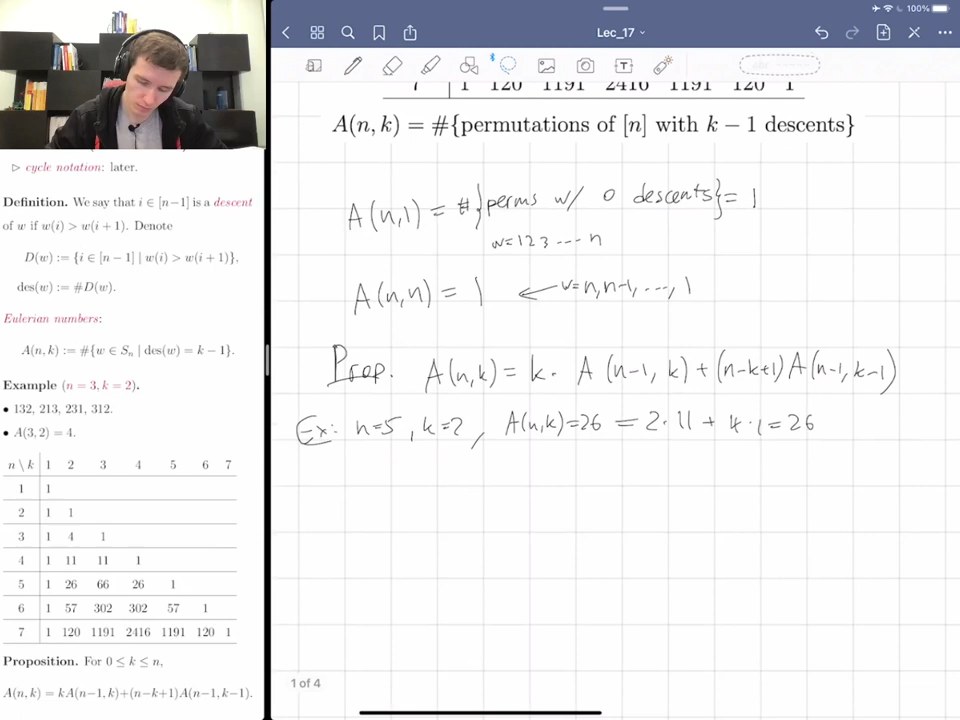 ▷ cycle notation: later.
Definition. We say that i ∈ [n−1] is a descent
of w if w(i) > w(i + 1). Denote
D(w) := {i ∈ [n − 1] | w(i) > w(i + 1)},
des(w) := #D(w).
Eulerian numbers:
A(n, k) := #{w ∈ Sₙ | des(w) = k − 1}.
Example (n = 3, k = 2).
• 132, 213, 231, 312.
• A(3, 2) = 4.
n \ k 1 2 3 4 5 6 7
1 1
2 1 1
3 1 4 1
4 1 11 11 1
5 1 26 66 26 1
6 1 57 302 302 57 1
7 1 120 1191 2416 1191 120 1
Proposition. For 0 ≤ k ≤ n,
A(n, k) = kA(n−1, k)+(n−k+1)A(n−1, k−1).
100%
Lec_17
7 1 120 1191 2416 1191 120 1
A(n, k) = #{permutations of [n] with k − 1 descents}
A(n,1) = #{perms w/ 0 descents} = 1
w=123 ---- n
A(n,n) = 1 ← w=n,n-1, ..., 1
Prop. A(n,k) = k · A(n-1, k) + (n-k+1) A(n-1, k-1)
Ex: n=5, k=2, A(n,k)=26 = 2·11 + 4·1 = 26
1 of 4